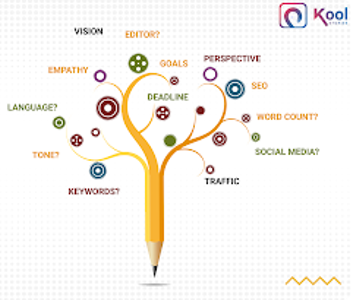 Kool
VISION
EDITOR?
GOALS
PERSPECTIVE
EMPATHY
SEO
DEADLINE
LANGUAGE?
WORD COUNT?
TONE?
SOCIAL MEDIA?
TRAFFIC
KEYWORDS?